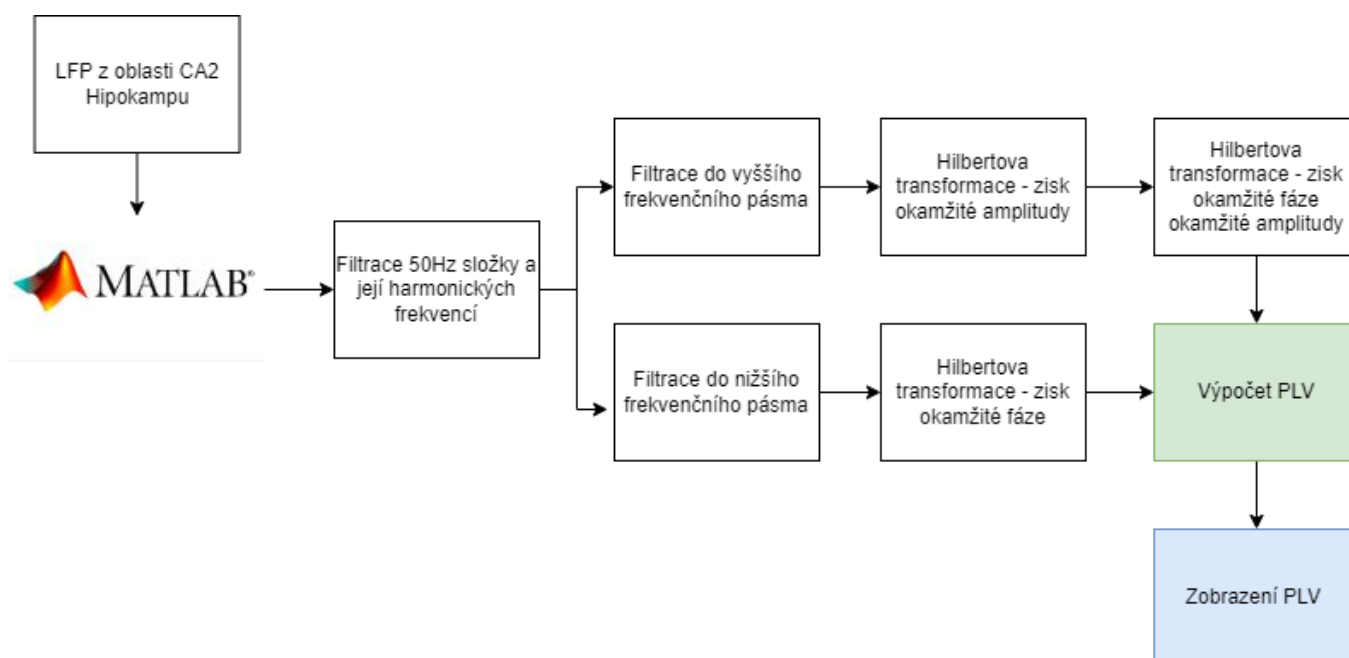 LFP z oblasti CA2
Hipokampu
MATLAB®
Filtrace 50Hz složky a
její harmonických
frekvencí
Filtrace do vyššího
frekvenčního pásma
Hilbertova
transformace - zisk
okamžité amplitudy
Hilbertova
transformace - zisk
okamžité fáze
okamžité amplitudy
Filtrace do nižšího
frekvenčního pásma
Hilbertova
transformace - zisk
okamžité fáze
Výpočet PLV
Zobrazení PLV